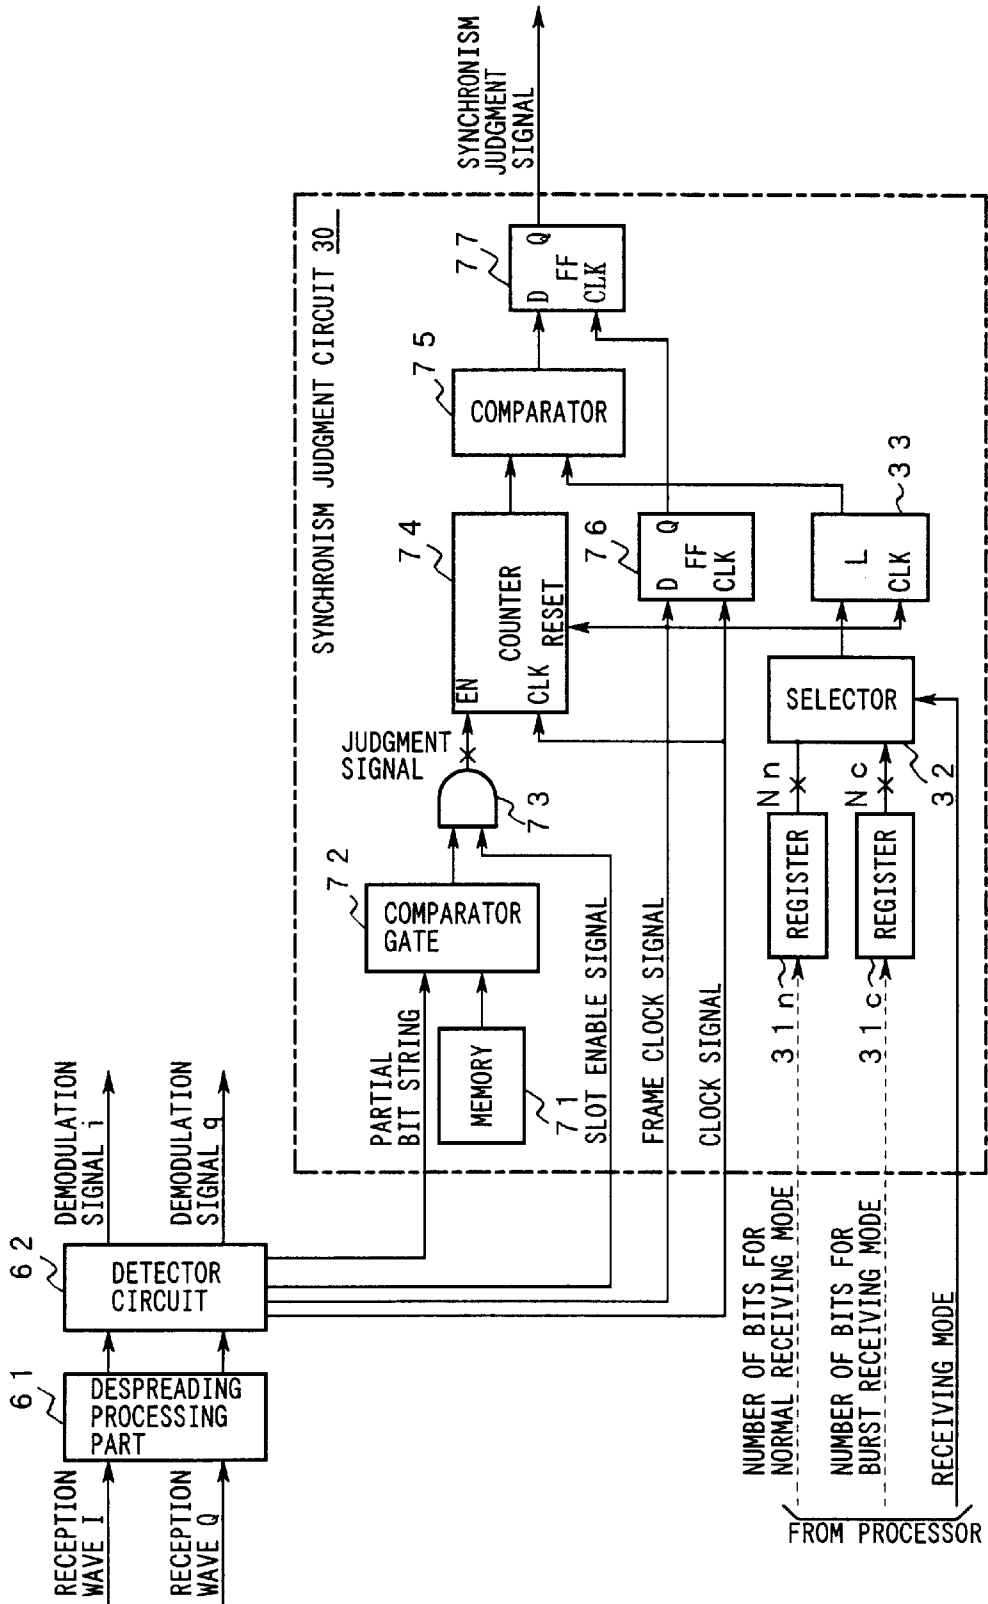 RECEPTION
WAVE I
RECEPTION
WAVE Q
61
DESPREADING
PROCESSING
PART
62
DETECTOR
CIRCUIT
DEMODULATION
SIGNAL i
DEMODULATION
SIGNAL q
SYNCHRONISM JUDGMENT CIRCUIT 30
PARTIAL
BIT STRING
MEMORY
71
72
COMPARATOR
GATE
73
JUDGMENT
SIGNAL
74
EN
COUNTER
CLK
RESET
75
COMPARATOR
77
D Q
FF
CLK
SYNCHRONISM
JUDGMENT
SIGNAL
SLOT ENABLE SIGNAL
FRAME CLOCK SIGNAL
CLOCK SIGNAL
76
D Q
FF
CLK
NUMBER OF BITS FOR
NORMAL RECEIVING MODE
31n
REGISTER
Nn
NUMBER OF BITS FOR
BURST RECEIVING MODE
31c
REGISTER
Nc
SELECTOR
32
L
CLK
33
RECEIVING MODE
FROM PROCESSOR